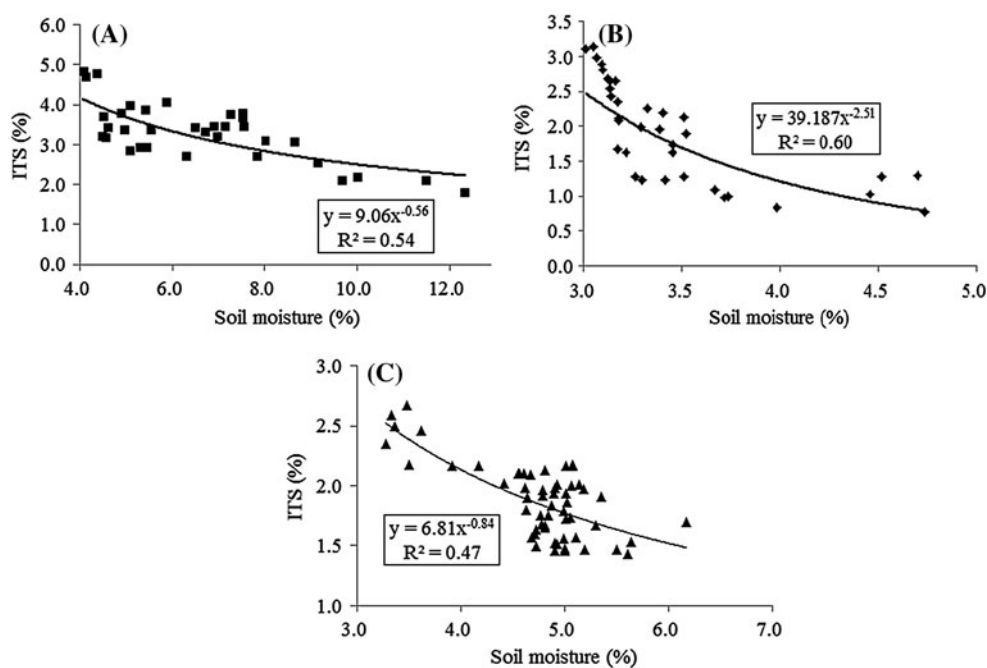 (A)
6.0
5.0
4.0
3.0
2.0
1.0
0.0
ITS (%)
y = 9.06x^-0.56
R² = 0.54
4.0 6.0 8.0 10.0 12.0
Soil moisture (%)
(B)
3.5
3.0
2.5
2.0
1.5
1.0
0.5
0.0
ITS (%)
y = 39.187x^-2.51
R² = 0.60
3.0 3.5 4.0 4.5 5.0
Soil moisture (%)
(C)
3.0
2.5
2.0
1.5
1.0
ITS (%)
y = 6.81x^-0.84
R² = 0.47
3.0 4.0 5.0 6.0 7.0
Soil moisture (%)